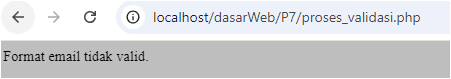 localhost/dasarWeb/P7/proses_validasi.php
Format email tidak valid.